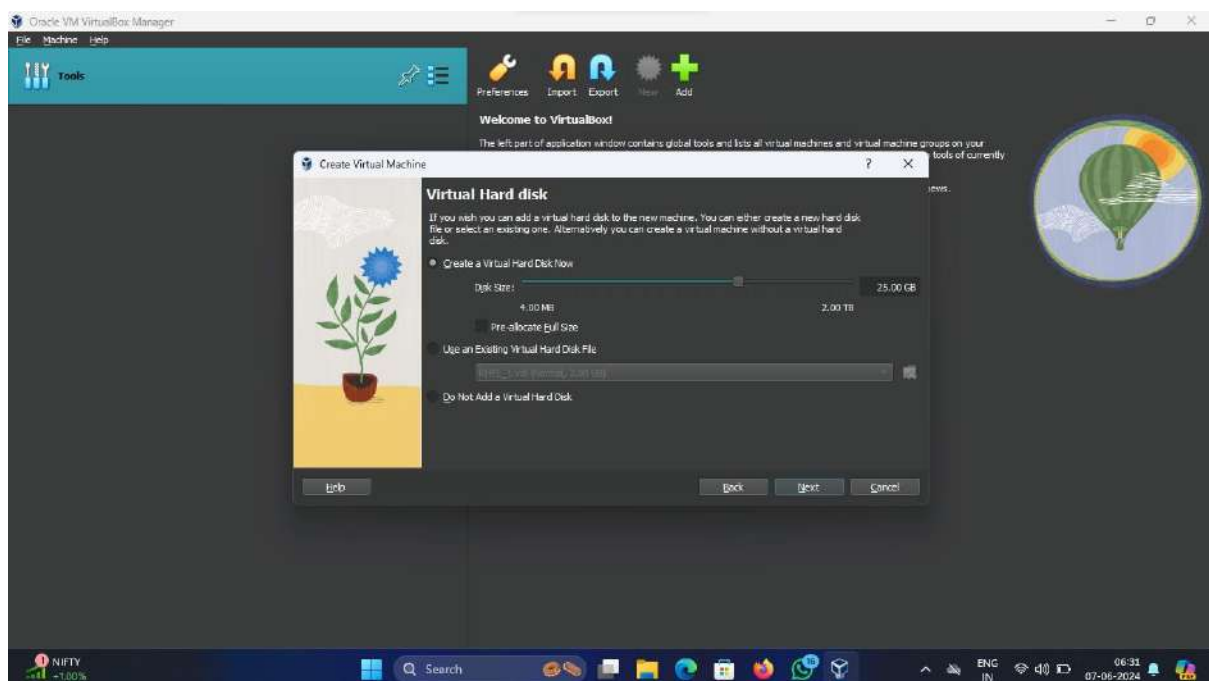 Oracle VM VirtualBox Manager
File Machine Help
Tools
Preferences Import Export New Add
Welcome to VirtualBox!
The left part of application window contains global tools and lists all virtual machines and virtual machine groups on your
tools of currently
Create Virtual Machine ?
Virtual Hard disk
If you wish you can add a virtual hard disk to the new machine. You can either create a new hard disk
file or select an existing one. Alternatively you can create a virtual machine without a virtual hard
disk.
Create a Virtual Hard Disk Now
Disk Size:
25.00 GB
4.00 MB 2.00 TB
Pre-allocate Full Size
Use an Existing Virtual Hard Disk File
Do Not Add a Virtual Hard Disk
Help Back Next Cancel
1 NIFTY
Search
ENG 06:31
IN 07-06-2024